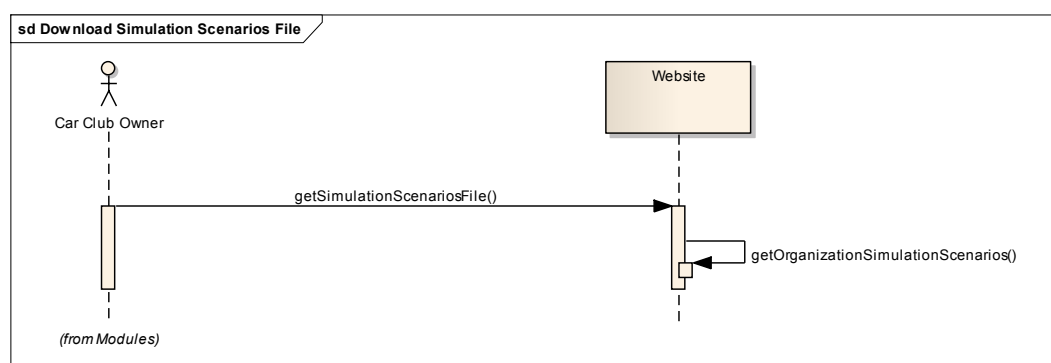 sd Download Simulation Scenarios File
Car Club Owner
Website
getSimulationScenariosFile()
getOrganizationSimulationScenarios()
(from Modules)